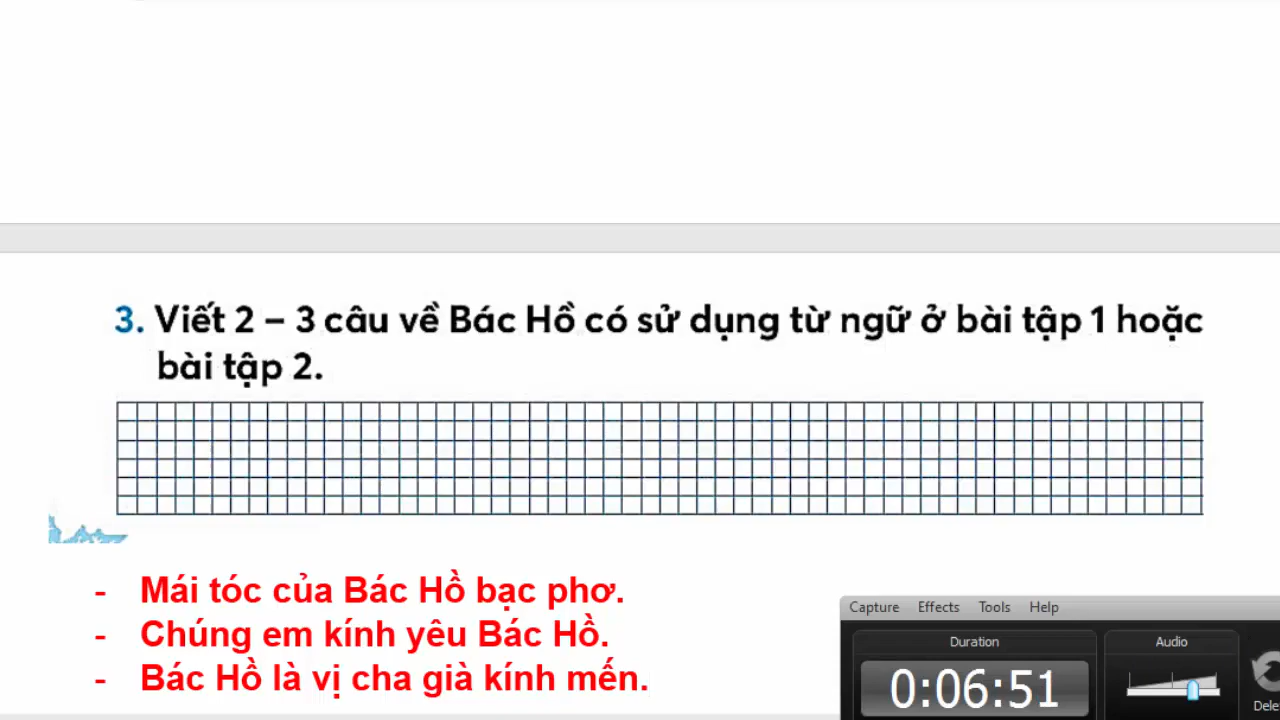 3. Viết 2 – 3 câu về Bác Hồ có sử dụng từ ngữ ở bài tập 1 hoặc
bài tập 2.
- Mái tóc của Bác Hồ bạc phơ.
- Chúng em kính yêu Bác Hồ.
- Bác Hồ là vị cha già kính mến.
Capture Effects Tools Help
Duration Audio
0:06:51